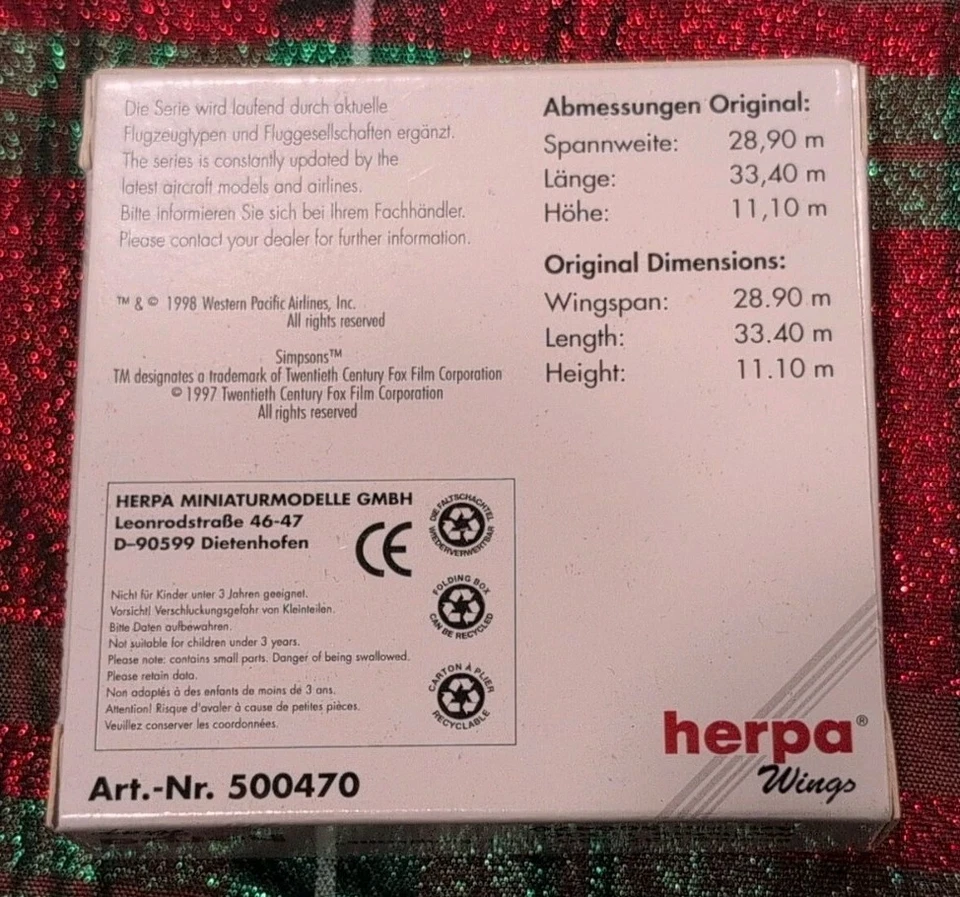 Die Serie wird laufend durch aktuelle
Flugzeugtypen und Fluggesellschaften ergänzt.
The series is constantly updated by the
latest aircraft models and airlines.
Bitte informieren Sie sich bei Ihrem Fachhändler.
Please contact your dealer for further information.
TM & © 1998 Western Pacific Airlines, Inc.
All rights reserved
Simpsons™
TM designates a trademark of Twentieth Century Fox Film Corporation
© 1997 Twentieth Century Fox Film Corporation
All rights reserved
Abmessungen Original:
Spannweite: 28,90 m
Länge: 33,40 m
Höhe: 11,10 m
Original Dimensions:
Wingspan: 28.90 m
Length: 33.40 m
Height: 11.10 m
HERPA MINIATURMODELLE GMBH
Leonrodstraße 46-47
D-90599 Dietenhofen
CE
Nicht für Kinder unter 3 Jahren geeignet.
Vorsicht! Verschluckungsgefahr von Kleinteilen.
Bitte Daten aufbewahren.
Not suitable for children under 3 years.
Please note: contains small parts. Danger of being swallowed.
Please retain data.
Non adaptés à des enfants de moins de 3 ans.
Attention! Risque d'avaler à cause de petites pièces.
Veuillez conserver les coordonnées.
DIE FALTSCHACHTEL
WIEDERVERWERTBAR
FOLDING BOX
CAN BE RECYCLED
CARTON A PLIER
RECYCLABLE
Art.-Nr. 500470
herpa®
Wings